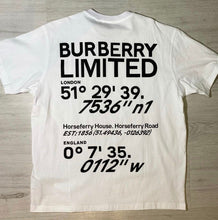 BURBERRY
LIMITED
LONDON
51° 29' 39.
7536"n1
Horseferry House. Horseferry Road
EST: 1856 (51.49436, -0.126392)
ENGLAND
0° 7' 35.
0112"w